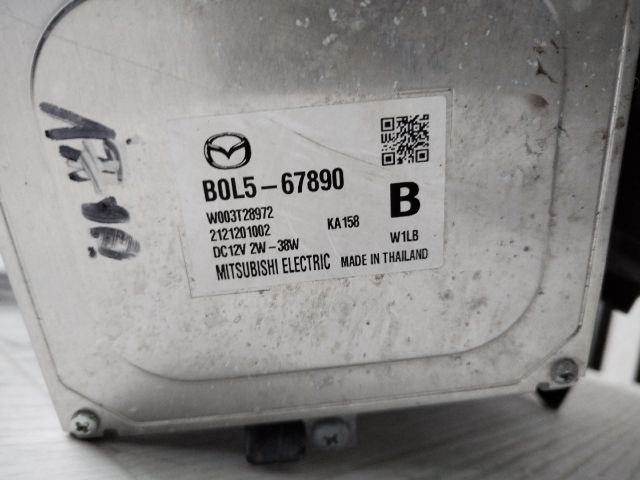 B0L5-67890
W003T28972
2121201002 KA158
DC12V 2W-38W
B
W1LB
MITSUBISHI ELECTRIC MADE IN THAILAND